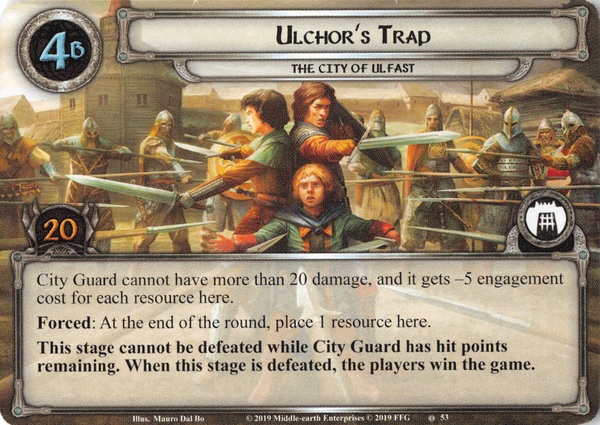 4B
ULCHOR'S TRAP
THE CITY OF ULFAST
20
City Guard cannot have more than 20 damage, and it gets –5 engagement
cost for each resource here.
Forced: At the end of the round, place 1 resource here.
This stage cannot be defeated while City Guard has hit points
remaining. When this stage is defeated, the players win the game.
Illus. Mauro Dal Bo
© 2019 Middle-earth Enterprises © 2019 FFG
53